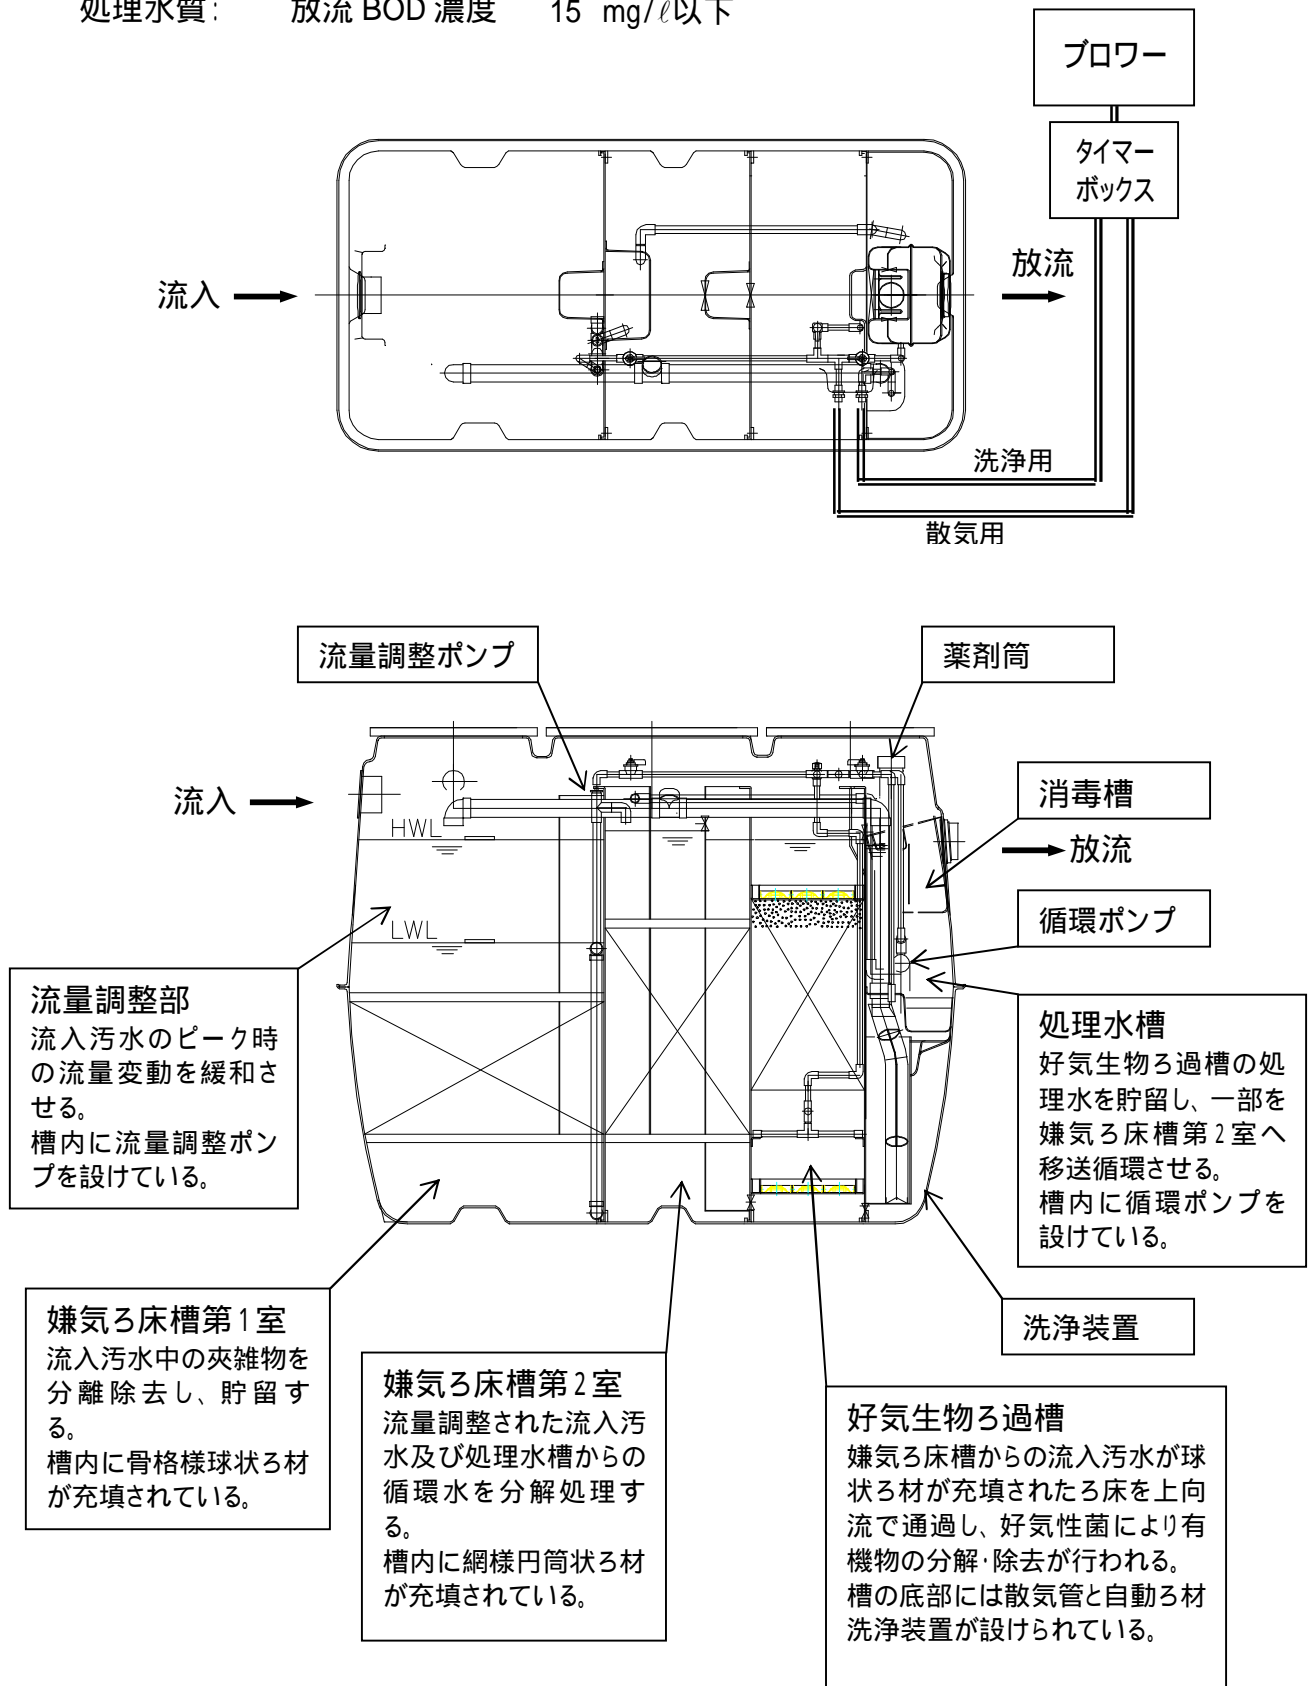 処理水質： 放流 BOD 濃度 15 mg/ℓ以下
ブロワー
タイマー
ボックス
流入
放流
洗浄用
散気用
流量調整ポンプ
薬剤筒
流入
消毒槽
HWL
放流
循環ポンプ
LWL
流量調整部
流入汚水のピーク時
の流量変動を緩和さ
せる。
槽内に流量調整ポン
プを設けている。
処理水槽
好気生物ろ過槽の処
理水を貯留し、一部を
嫌気ろ床槽第2室へ
移送循環させる。
槽内に循環ポンプを
設けている。
嫌気ろ床槽第1室
流入汚水中の夾雑物を
分離除去し、貯留す
る。
槽内に骨格様球状ろ材
が充填されている。
洗浄装置
嫌気ろ床槽第2室
流量調整された流入汚
水及び処理水槽からの
循環水を分解処理す
る。
槽内に網様円筒状ろ材
が充填されている。
好気生物ろ過槽
嫌気ろ床槽からの流入汚水が球
状ろ材が充填されたろ床を上向
流で通過し、好気性菌により有
機物の分解・除去が行われる。
槽の底部には散気管と自動ろ材
洗浄装置が設けられている。